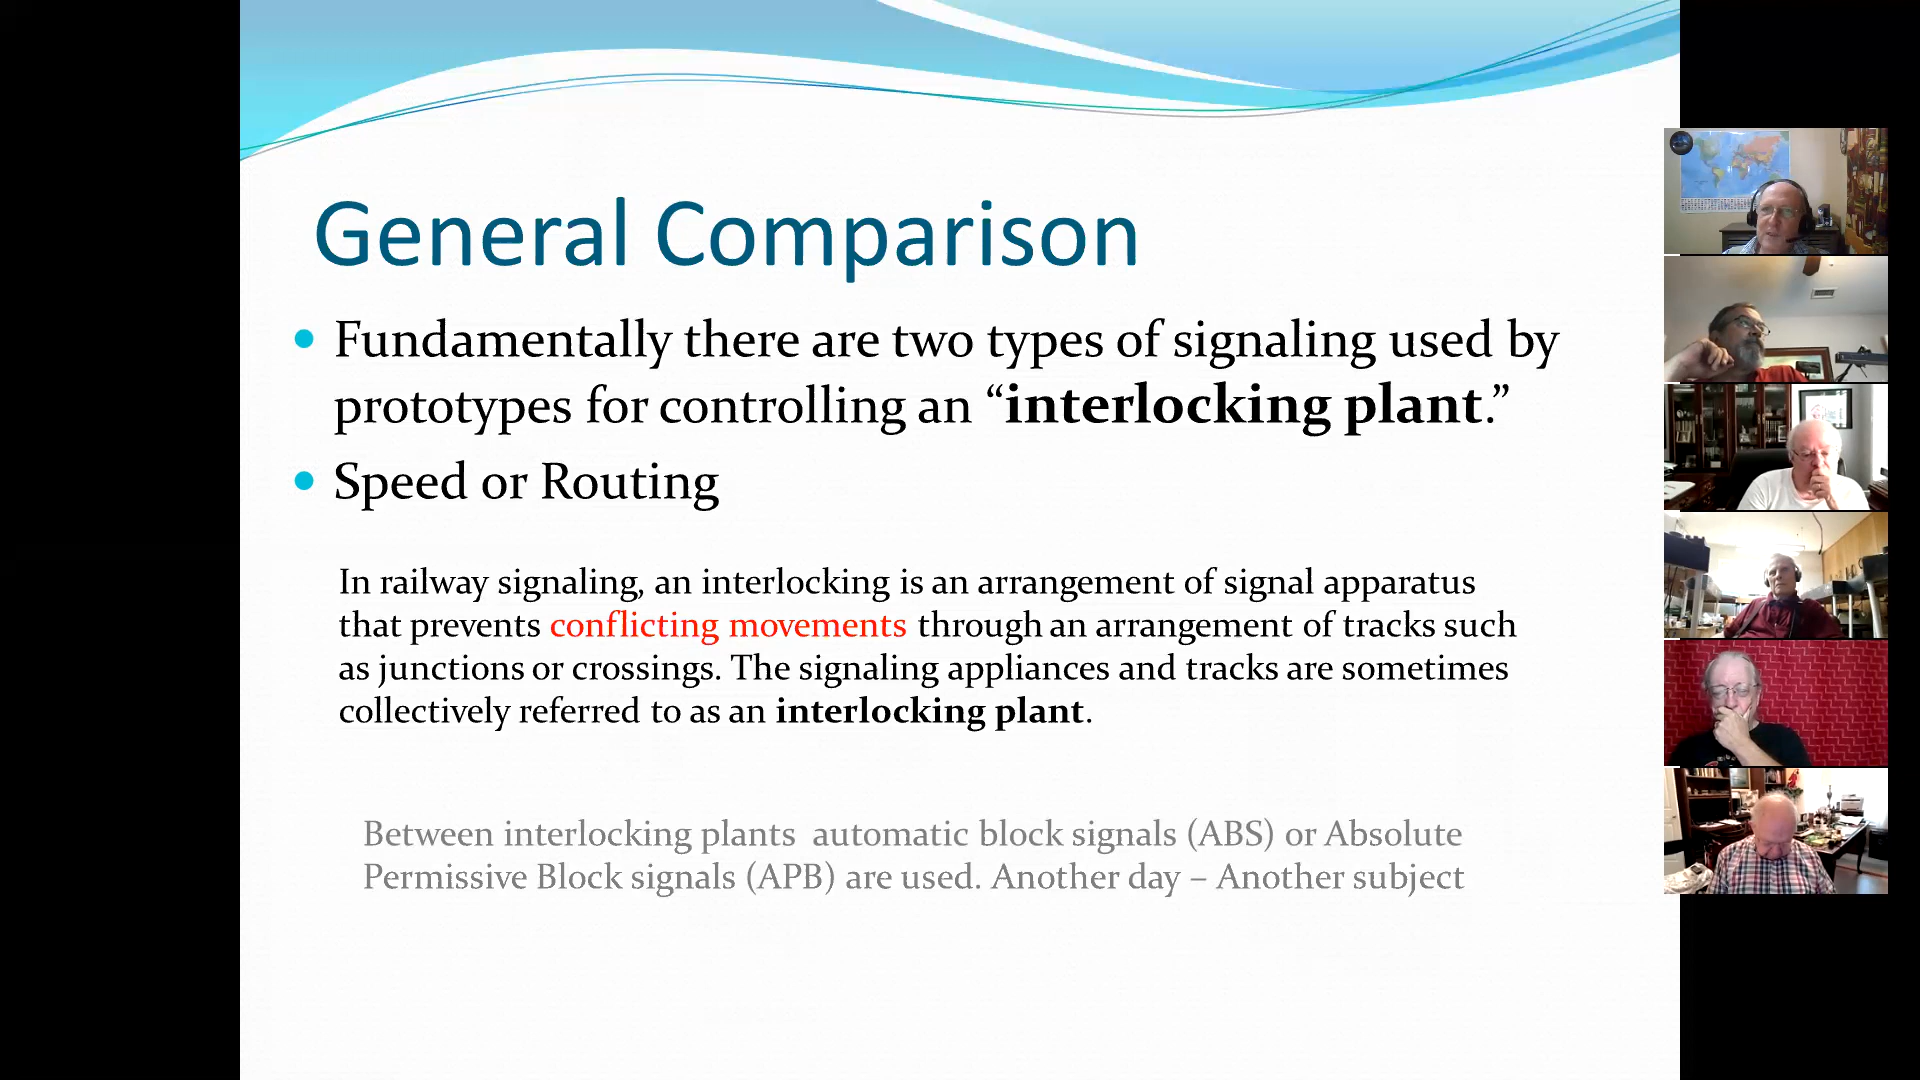 General Comparison
Fundamentally there are two types of signaling used by
prototypes for controlling an “interlocking plant.”
Speed or Routing
In railway signaling, an interlocking is an arrangement of signal apparatus
that prevents conflicting movements through an arrangement of tracks such
as junctions or crossings. The signaling appliances and tracks are sometimes
collectively referred to as an interlocking plant.
Between interlocking plants automatic block signals (ABS) or Absolute
Permissive Block signals (APB) are used. Another day – Another subject